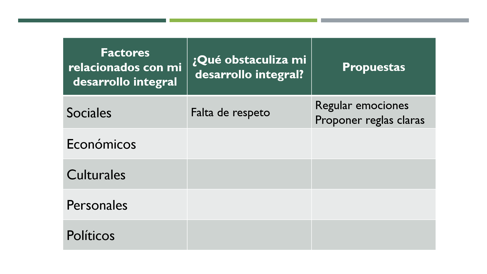 Factores
relacionados con mi
desarrollo integral
¿Qué obstaculiza mi
desarrollo integral?
Propuestas
Sociales
Falta de respeto
Regular emociones
Proponer reglas claras
Económicos
Culturales
Personales
Políticos